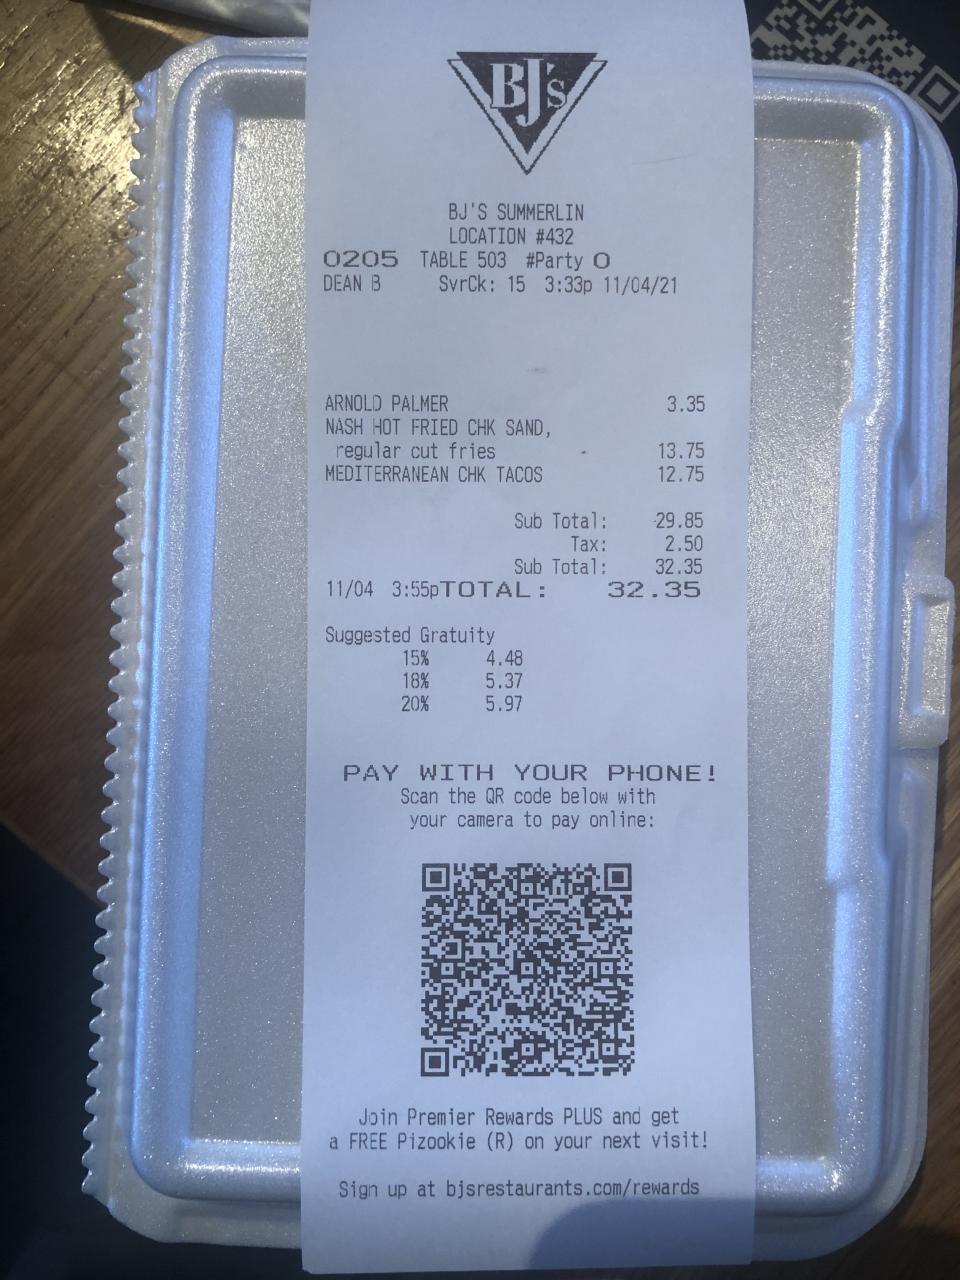 BJ's
BJ'S SUMMERLIN
LOCATION #432
0205 TABLE 503 #Party 0
DEAN B SvrCk: 15 3:33p 11/04/21
ARNOLD PALMER 3.35
NASH HOT FRIED CHK SAND,
regular cut fries 13.75
MEDITERRANEAN CHK TACOS 12.75
Sub Total: 29.85
Tax: 2.50
Sub Total: 32.35
11/04 3:55pTOTAL: 32.35
Suggested Gratuity
15% 4.48
18% 5.37
20% 5.97
PAY WITH YOUR PHONE!
Scan the QR code below with
your camera to pay online:
Join Premier Rewards PLUS and get
a FREE Pizookie (R) on your next visit!
Sign up at bjsrestaurants.com/rewards